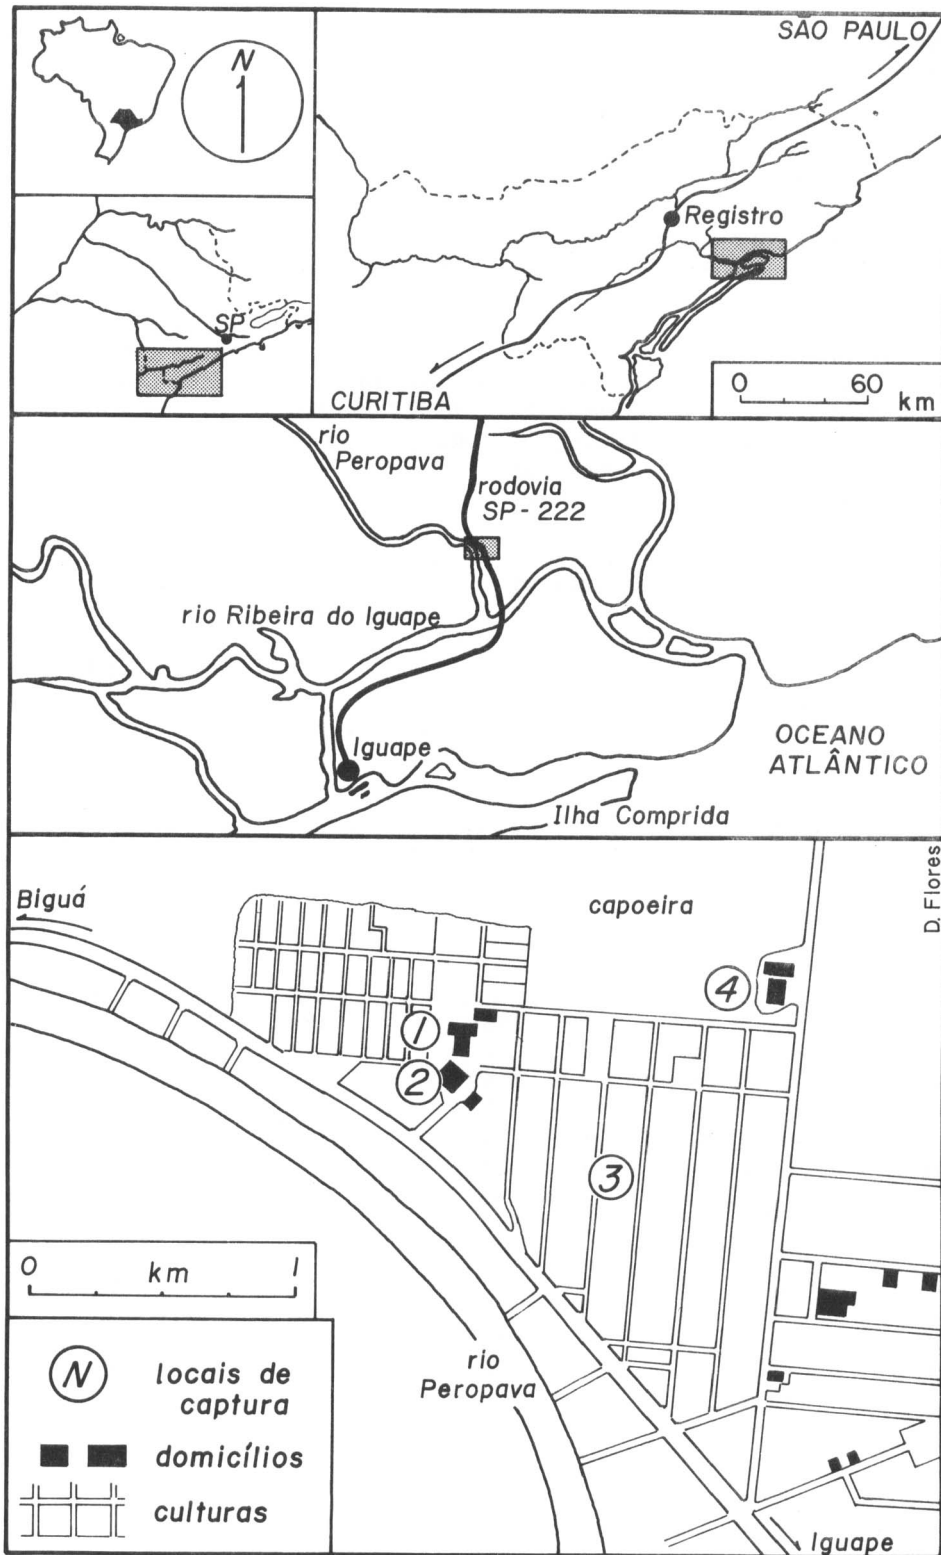 N
SÃO PAULO
Registro
SP
CURITIBA
0 60
km
rio
Peropava
rodovia
SP-222
rio Ribeira do Iguape
Iguape
OCEANO
ATLÂNTICO
Ilha Comprida
D. Flores
Biguá
capoeira
4
1
2
3
0 km 1
rio
Peropava
N locais de
captura
domicílios
culturas
Iguape